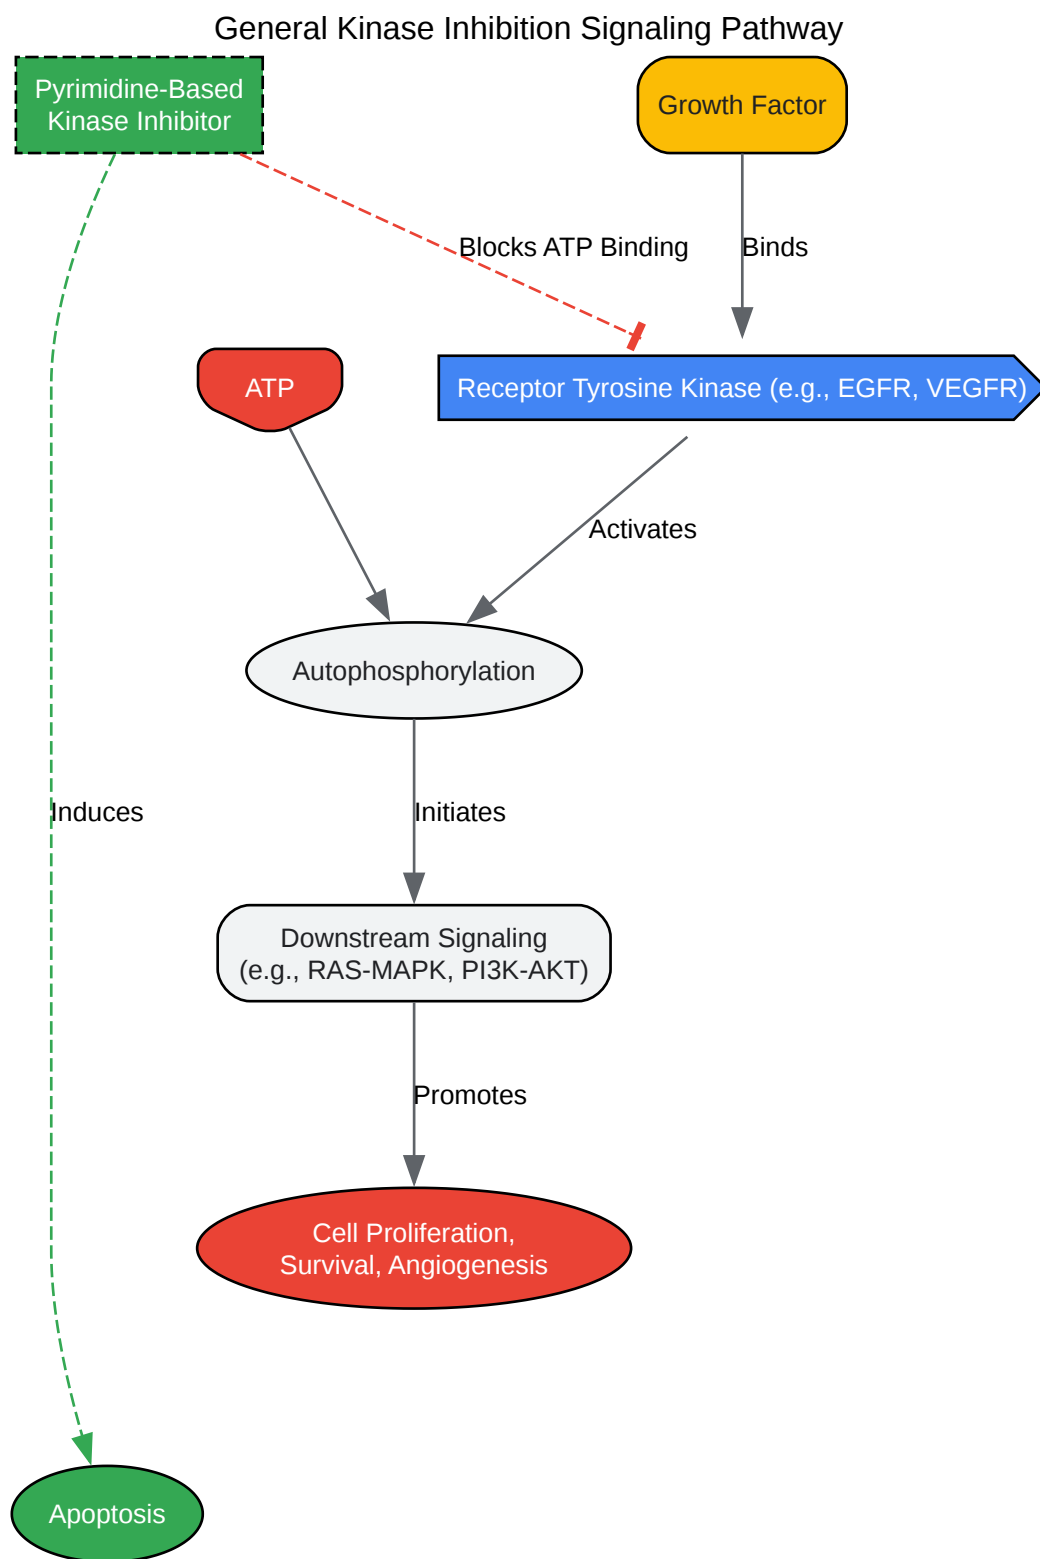 General Kinase Inhibition Signaling Pathway
Pyrimidine-Based
Kinase Inhibitor
Growth Factor
Blocks ATP Binding
Binds
ATP
Receptor Tyrosine Kinase (e.g., EGFR, VEGFR)
Activates
Autophosphorylation
Induces
Initiates
Downstream Signaling
(e.g., RAS-MAPK, PI3K-AKT)
Promotes
Cell Proliferation,
Survival, Angiogenesis
Apoptosis